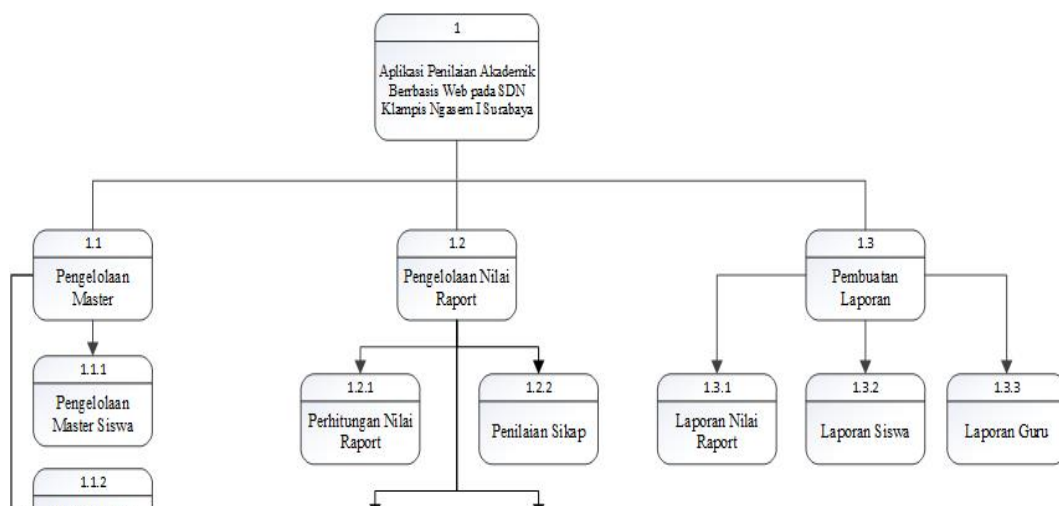 1
Aplikasi Penilaian Akademik
Berrbasis Web pada SDN
Klampis Ngasem I Surabaya
1.1
Pengelolaan
Master
1.2
Pengelolaan Nilai
Raport
1.3
Pembuatan
Laporan
1.1.1
Pengelolaan
Master Siswa
1.2.1
Perhitungan Nilai
Raport
1.2.2
Penilaian Sikap
1.3.1
Laporan Nilai
Raport
1.3.2
Laporan Siswa
1.3.3
Laporan Guru
1.1.2